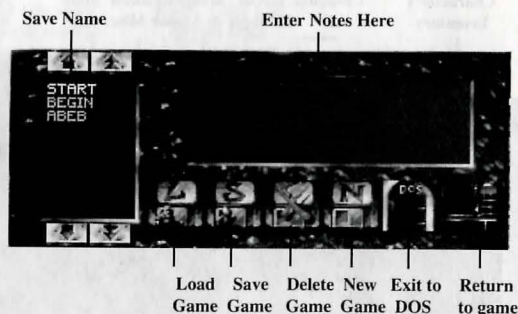 Save Name Enter Notes Here
START
BEGIN
ABEB
L S N DOS
Load Save Delete New Exit to Return
Game Game Game Game DOS to game